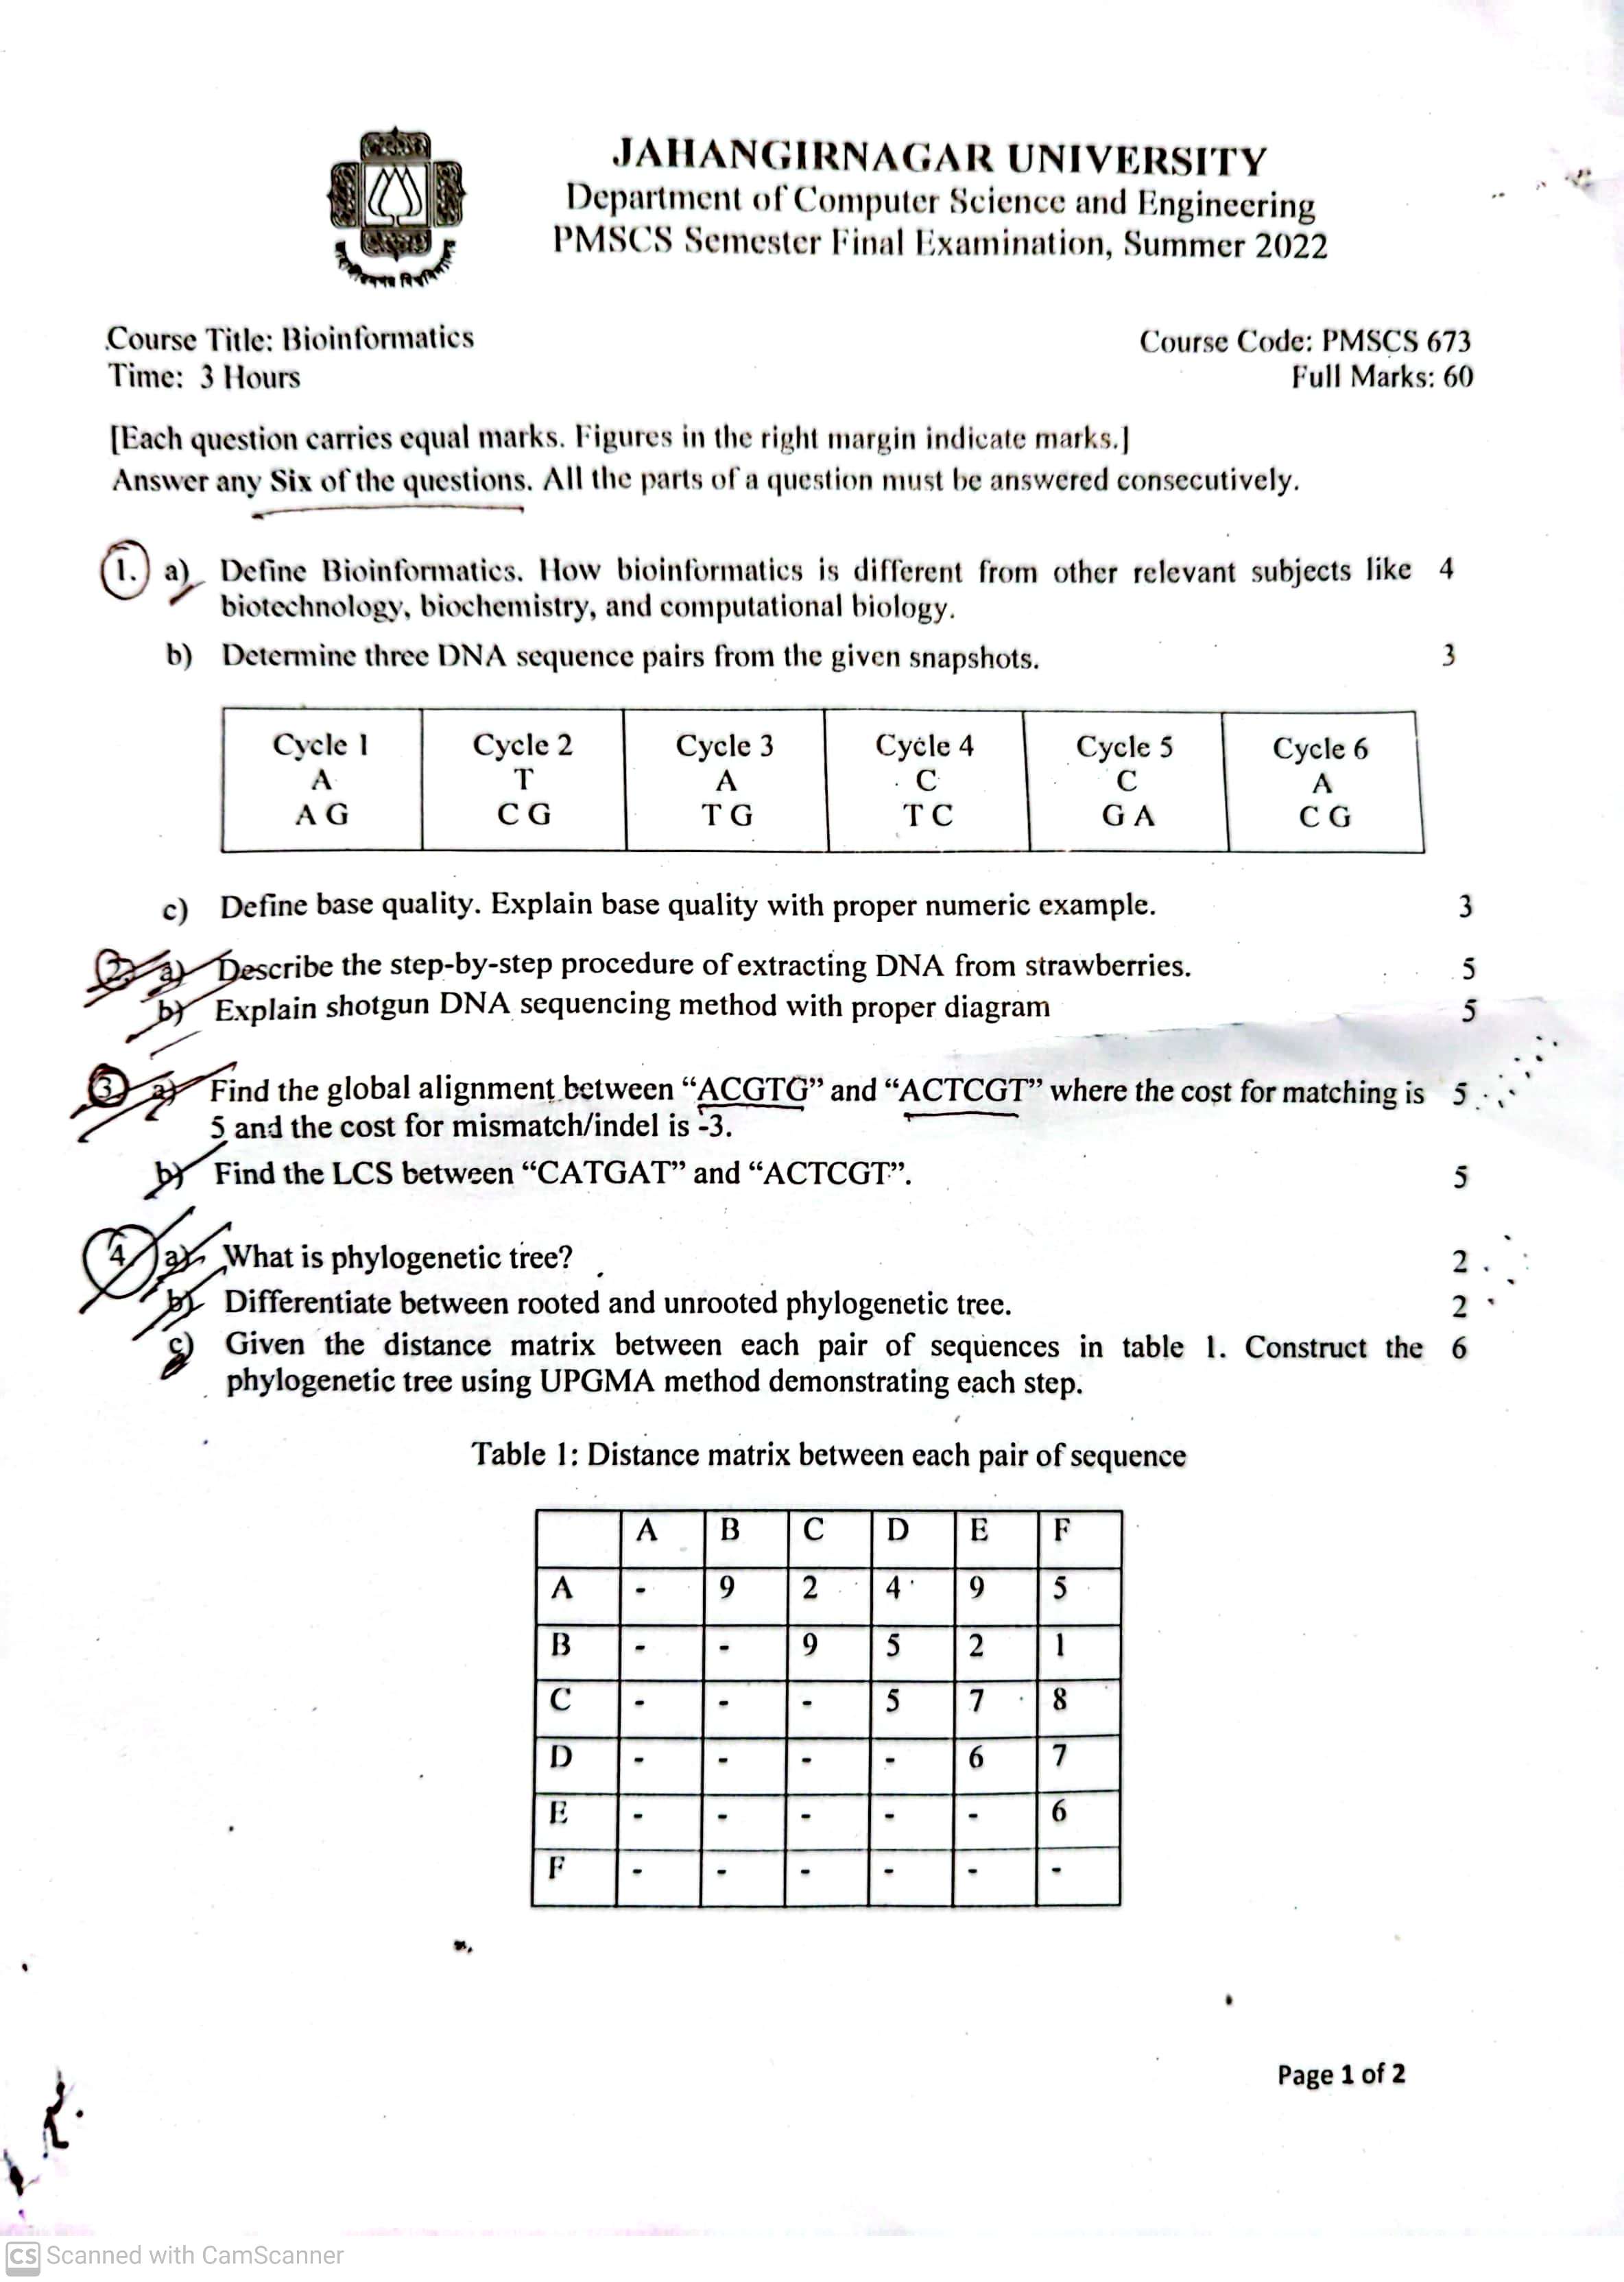 JAHANGIRNAGAR UNIVERSITY
Department of Computer Science and Engineering
PMSCS Semester Final Examination, Summer 2022
Course Title: Bioinformatics
Course Code: PMSCS 673
Time: 3 Hours
Full Marks: 60
[Each question carries equal marks. Figures in the right margin indicate marks.]
Answer any Six of the questions. All the parts of a question must be answered consecutively.
1. a) Define Bioinformatics. How bioinformatics is different from other relevant subjects like 4
biotechnology, biochemistry, and computational biology.
b) Determine three DNA sequence pairs from the given snapshots. 3
Cycle 1 Cycle 2 Cycle 3 Cycle 4 Cycle 5 Cycle 6
A T A C C A
A G C G T G T C G A C G
c) Define base quality. Explain base quality with proper numeric example. 3
2. a) Describe the step-by-step procedure of extracting DNA from strawberries. 5
b) Explain shotgun DNA sequencing method with proper diagram 5
3. a) Find the global alignment between “ACGTG” and “ACTCGT” where the cost for matching is 5
5 and the cost for mismatch/indel is -3.
b) Find the LCS between “CATGAT” and “ACTCGT”. 5
4. a) What is phylogenetic tree? 2
b) Differentiate between rooted and unrooted phylogenetic tree. 2
c) Given the distance matrix between each pair of sequences in table 1. Construct the 6
phylogenetic tree using UPGMA method demonstrating each step.
Table 1: Distance matrix between each pair of sequence
A B C D E F
A - 9 2 4 9 5
B - - 9 5 2 1
C - - - 5 7 8
D - - - - 6 7
E - - - - - 6
F - - - - - -
Page 1 of 2
CS Scanned with CamScanner